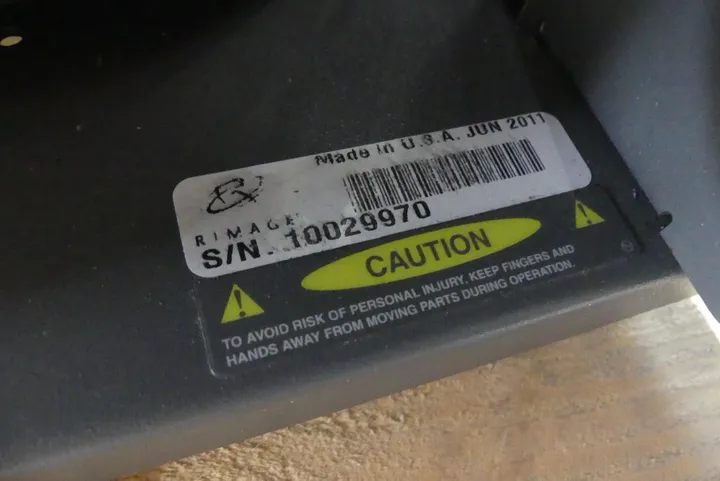 Made in U.S.A. JUN 2011
RIMAGE
S/N. 10029970
CAUTION
TO AVOID RISK OF PERSONAL INJURY. KEEP FINGERS AND
HANDS AWAY FROM MOVING PARTS DURING OPERATION.